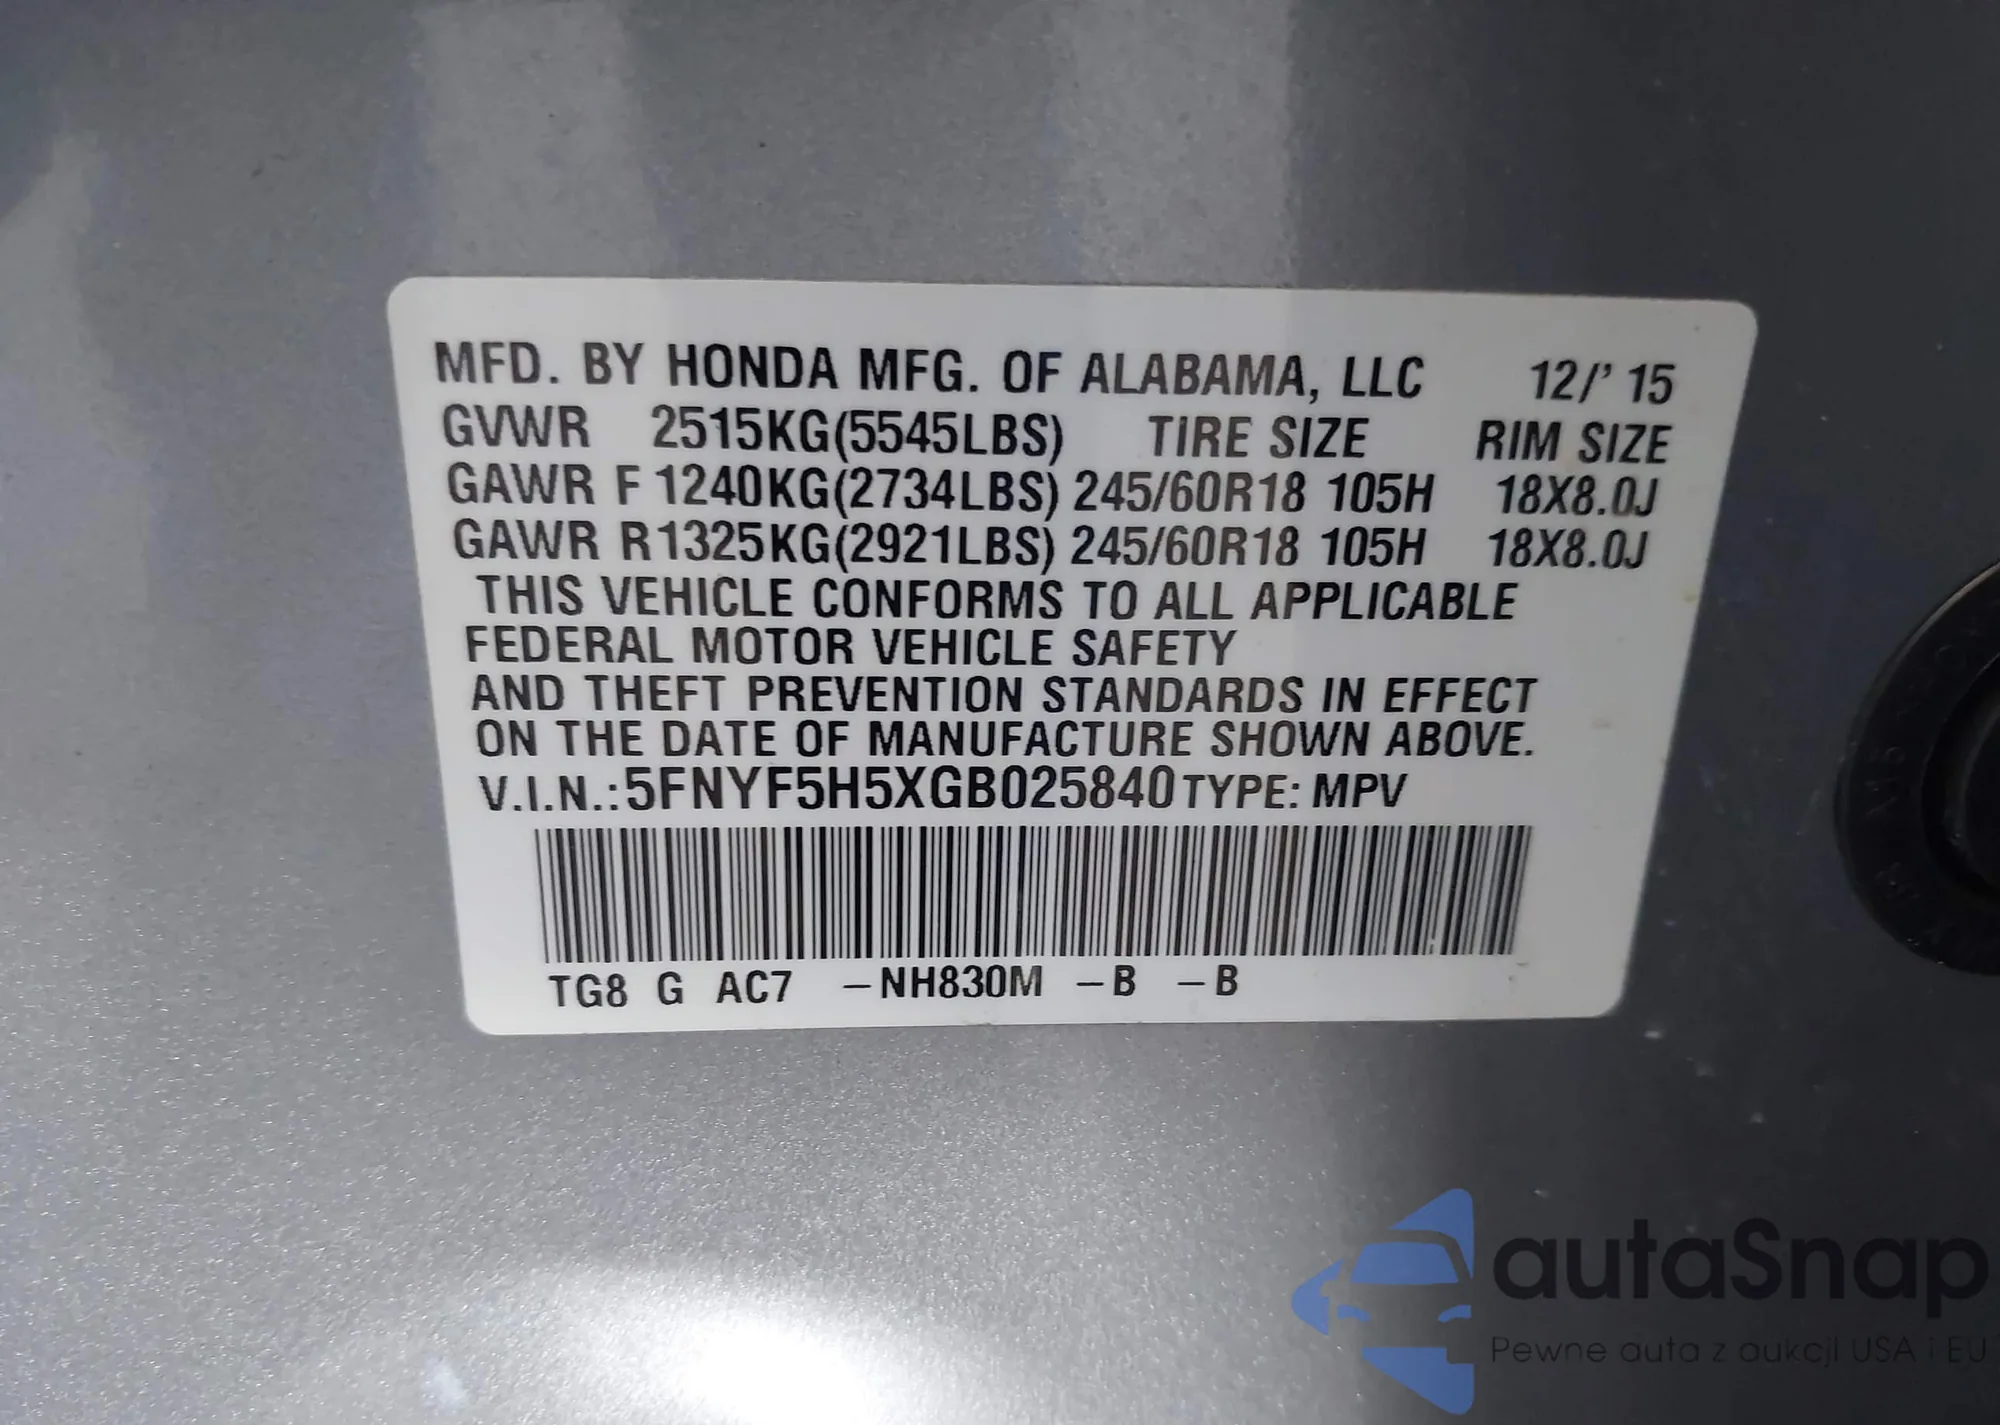 MFD. BY HONDA MFG. OF ALABAMA, LLC 12/' 15
GVWR 2515KG(5545LBS) TIRE SIZE RIM SIZE
GAWR F 1240KG(2734LBS) 245/60R18 105H 18X8.0J
GAWR R1325KG(2921LBS) 245/60R18 105H 18X8.0J
THIS VEHICLE CONFORMS TO ALL APPLICABLE
FEDERAL MOTOR VEHICLE SAFETY
AND THEFT PREVENTION STANDARDS IN EFFECT
ON THE DATE OF MANUFACTURE SHOWN ABOVE.
V.I.N.:5FNYF5H5XGB025840 TYPE: MPV
TG8 G AC7 –NH830M –B –B
autaSnap
Pewne auta z aukcji USA i EU